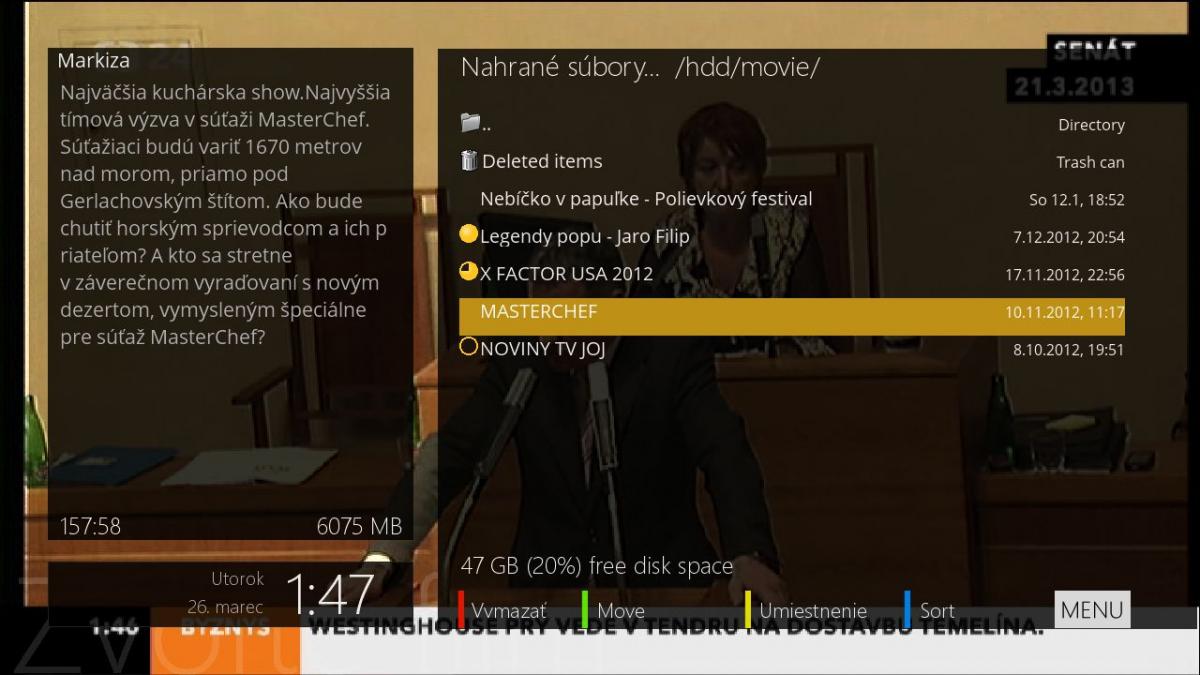 SENÁT
21.3.2013
Markiza
Najväčšia kuchárska show.Najvyššia
tímová výzva v súťaži MasterChef.
Súťažiaci budú variť 1670 metrov
nad morom, priamo pod
Gerlachovským štítom. Ako bude
chutiť horským sprievodcom a ich p
riateľom? A kto sa stretne
v záverečnom vyraďovaní s novým
dezertom, vymysleným špeciálne
pre súťaž MasterChef?
157:58 6075 MB
Utorok
26. marec
1:47
Nahrané súbory... /hdd/movie/
.. Directory
Deleted items Trash can
Nebíčko v papuľke - Polievkový festival So 12.1, 18:52
Legendy popu - Jaro Filip 7.12.2012, 20:54
X FACTOR USA 2012 17.11.2012, 22:56
MASTERCHEF 10.11.2012, 11:17
NOVINY TV JOJ 8.10.2012, 19:51
47 GB (20%) free disk space
Vymazať Move Umiestnenie Sort MENU
1:46 BYZNYS WESTINGHOUSE PRÝ VEDE V TENDRU NA DOSTAVBU TEMELÍNA.